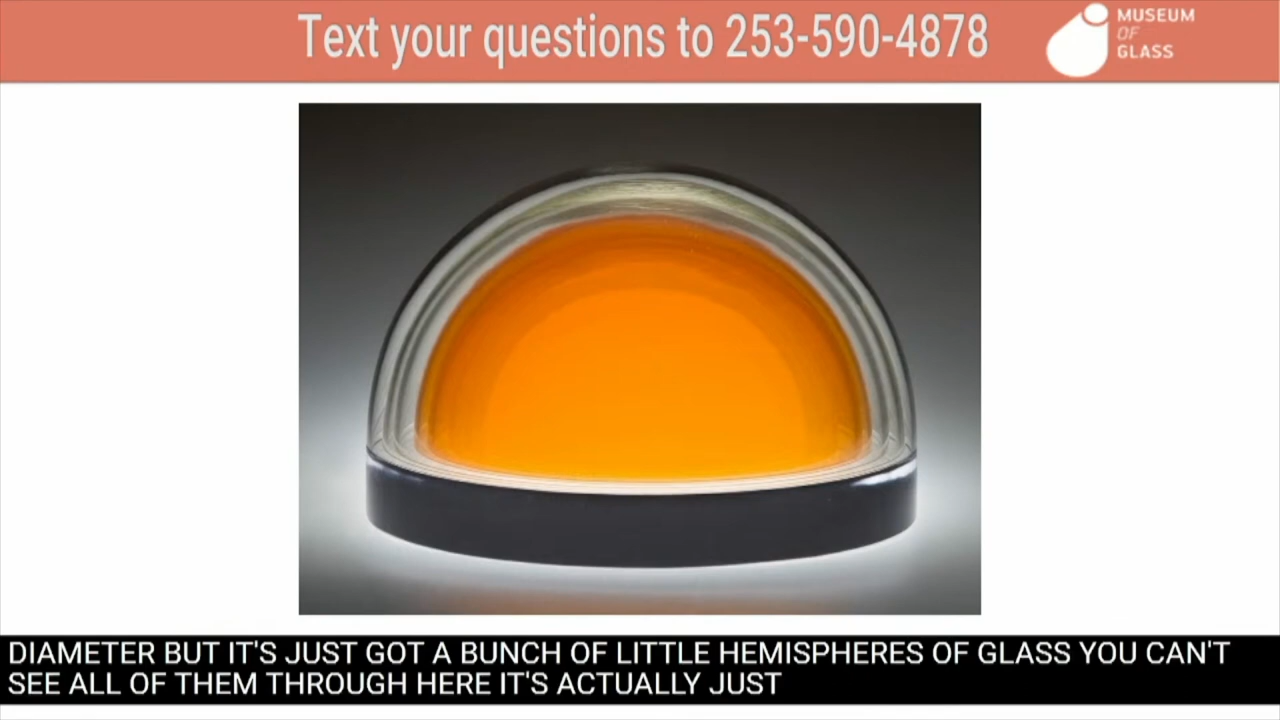 Text your questions to 253-590-4878
MUSEUM
OF
GLASS
DIAMETER BUT IT'S JUST GOT A BUNCH OF LITTLE HEMISPHERES OF GLASS YOU CAN'T
SEE ALL OF THEM THROUGH HERE IT'S ACTUALLY JUST